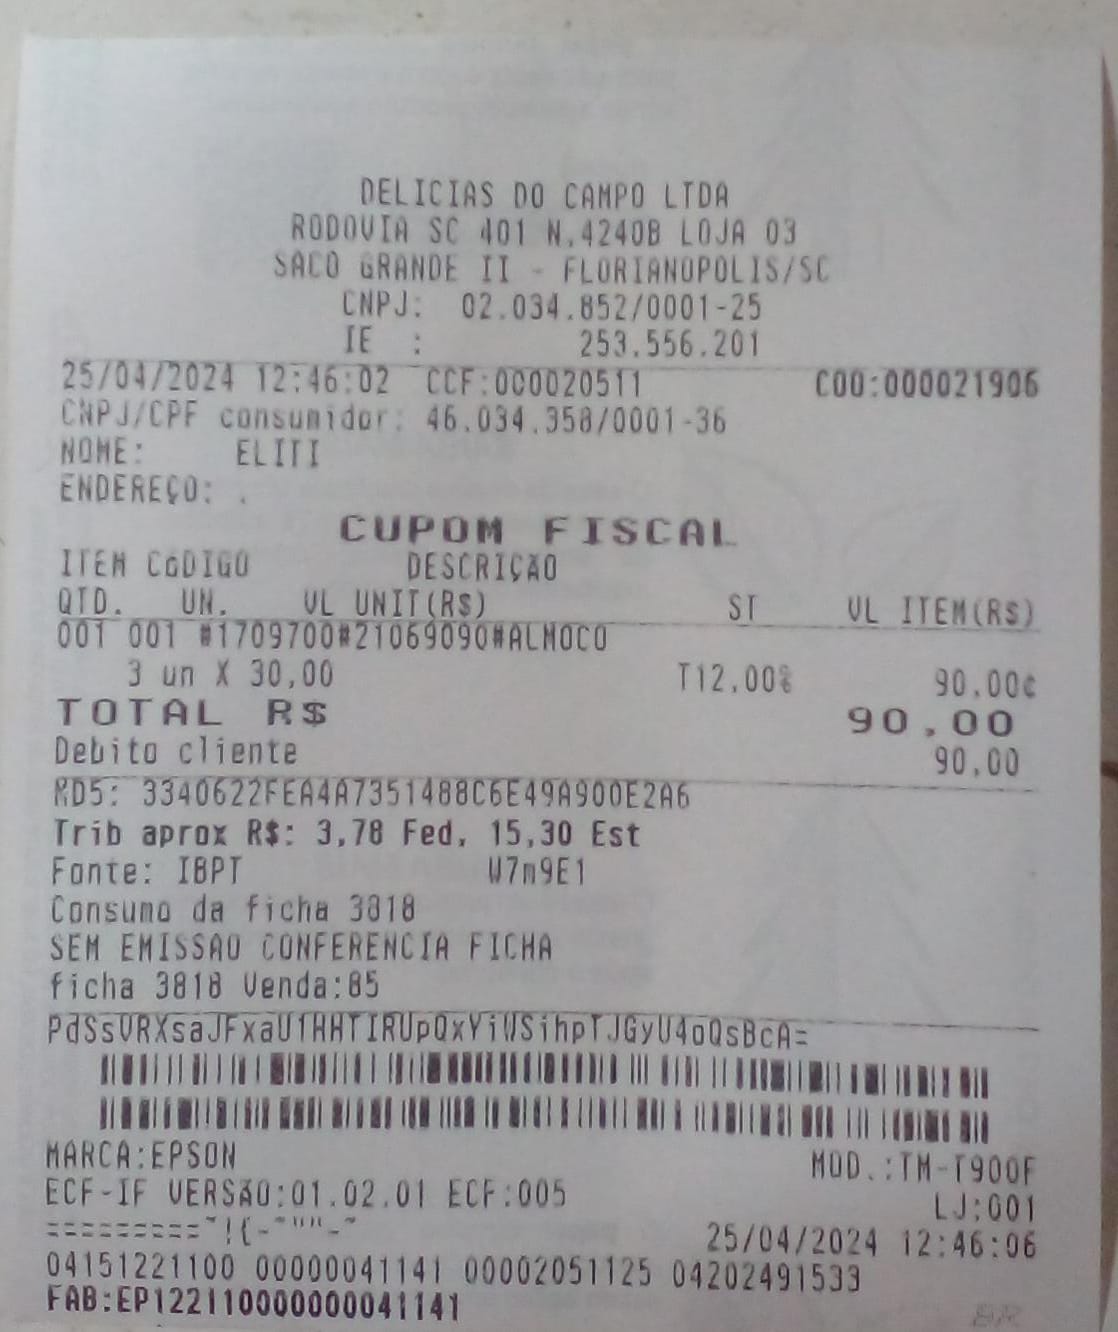 DELICIAS DO CAMPO LTDA
RODOVIA SC 401 N.4240B LOJA 03
SACO GRANDE II - FLORIANOPOLIS/SC
CNPJ: 02.034.852/0001-25
IE : 253.556.201
25/04/2024 12:46:02 CCF:000020511 COO:000021906
CNPJ/CPF consumidor: 46.034.358/0001-36
NOME: ELITI
ENDEREÇO: .
CUPOM FISCAL
ITEM CÓDIGO DESCRIÇÃO
QTD. UN. VL UNIT(R$) ST VL ITEM(R$)
001 001 #1709700#21069090#ALMOCO
3 un X 30,00 T12,00% 90,00¢
TOTAL R$ 90,00
Debito cliente 90,00
MD5: 3340622FEA4A7351488C6E49A900E2A6
Trib aprox R$: 3,78 Fed, 15,30 Est
Fonte: IBPT W7m9E1
Consumo da ficha 3818
SEM EMISSAO CONFERENCIA FICHA
ficha 3818 Venda:85
PdSsVRXsaJFxaU1HHTIRUpQxYiWSihpTJGyU4oQsBcA=
MARCA:EPSON MOD.:TM-T900F
ECF-IF VERSÃO:01.02.01 ECF:005 LJ:001
25/04/2024 12:46:06
04151221100 00000041141 00002051125 04202491533
FAB:EP122110000000041141
BR